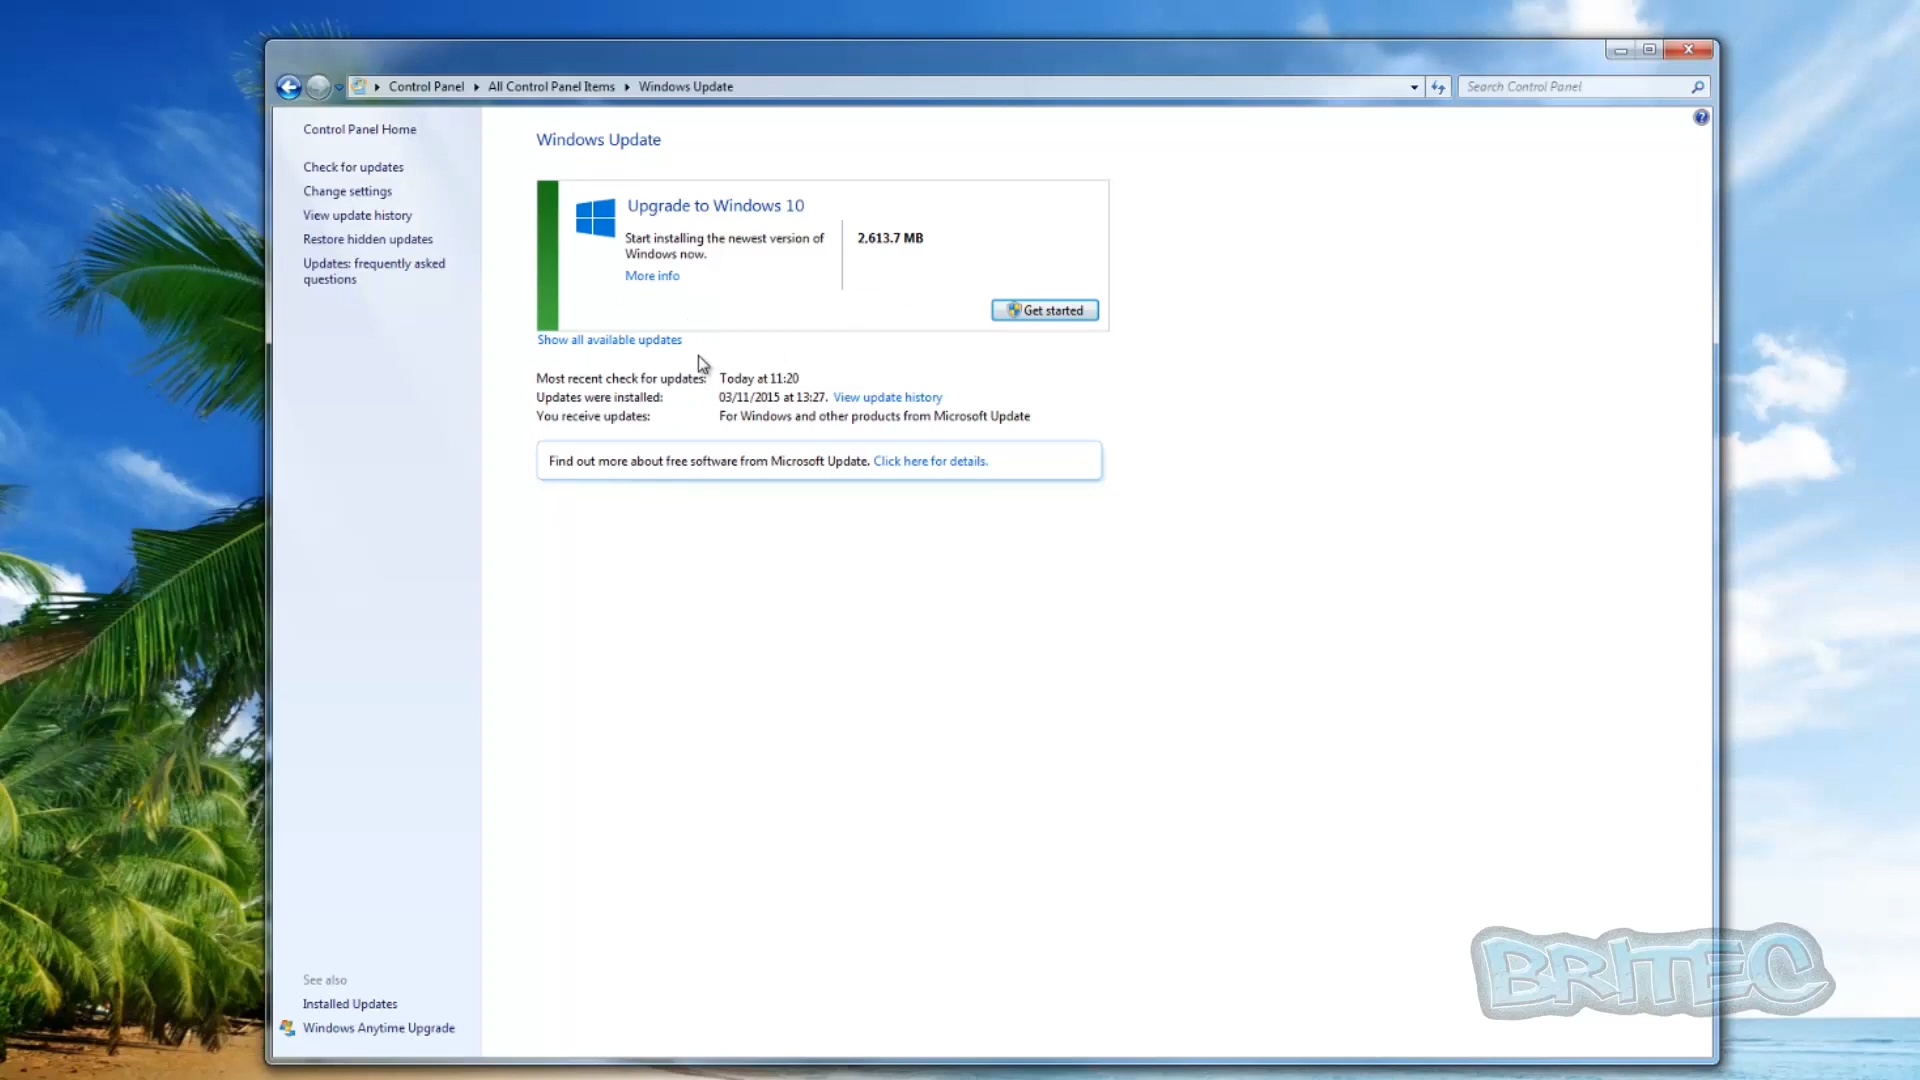 Control Panel ▸ All Control Panel Items ▸ Windows Update
Search Control Panel
Control Panel Home
Check for updates
Change settings
View update history
Restore hidden updates
Updates: frequently asked
questions
Windows Update
Upgrade to Windows 10
Start installing the newest version of
Windows now.
More info
2,613.7 MB
Get started
Show all available updates
Most recent check for updates: Today at 11:20
Updates were installed: 03/11/2015 at 13:27. View update history
You receive updates: For Windows and other products from Microsoft Update
Find out more about free software from Microsoft Update. Click here for details.
See also
Installed Updates
Windows Anytime Upgrade
BRITEC